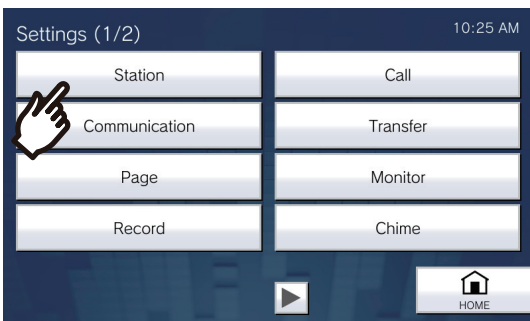 Settings (1/2)
10:25 AM
Station
Call
Communication
Transfer
Page
Monitor
Record
Chime
HOME